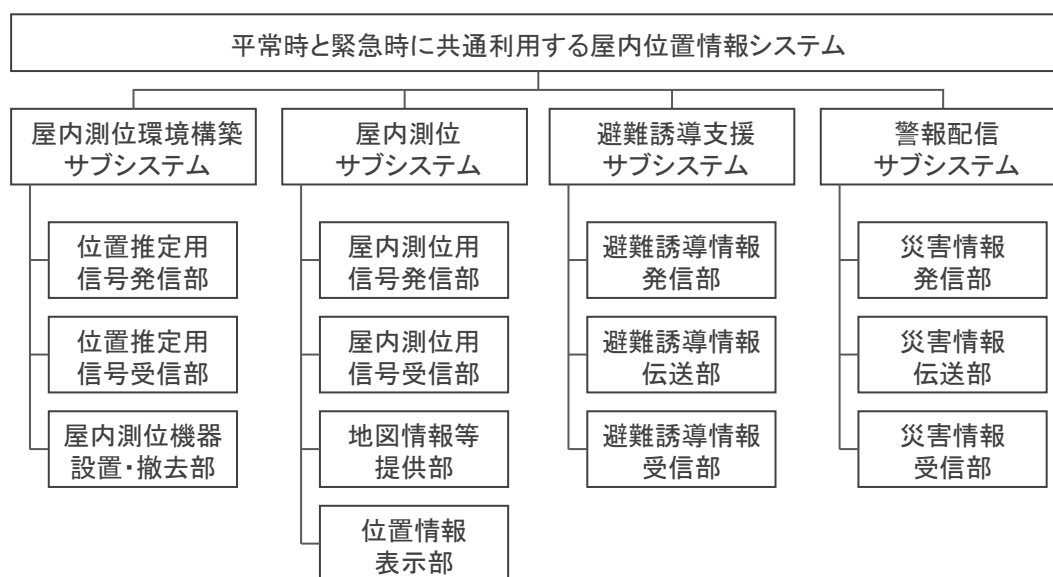 平常時と緊急時に共通利用する屋内位置情報システム
屋内測位環境構築
サブシステム
位置推定用
信号発信部
位置推定用
信号受信部
屋内測位機器
設置・撤去部
屋内測位
サブシステム
屋内測位用
信号発信部
屋内測位用
信号受信部
地図情報等
提供部
位置情報
表示部
避難誘導支援
サブシステム
避難誘導情報
発信部
避難誘導情報
伝送部
避難誘導情報
受信部
警報配信
サブシステム
災害情報
発信部
災害情報
伝送部
災害情報
受信部